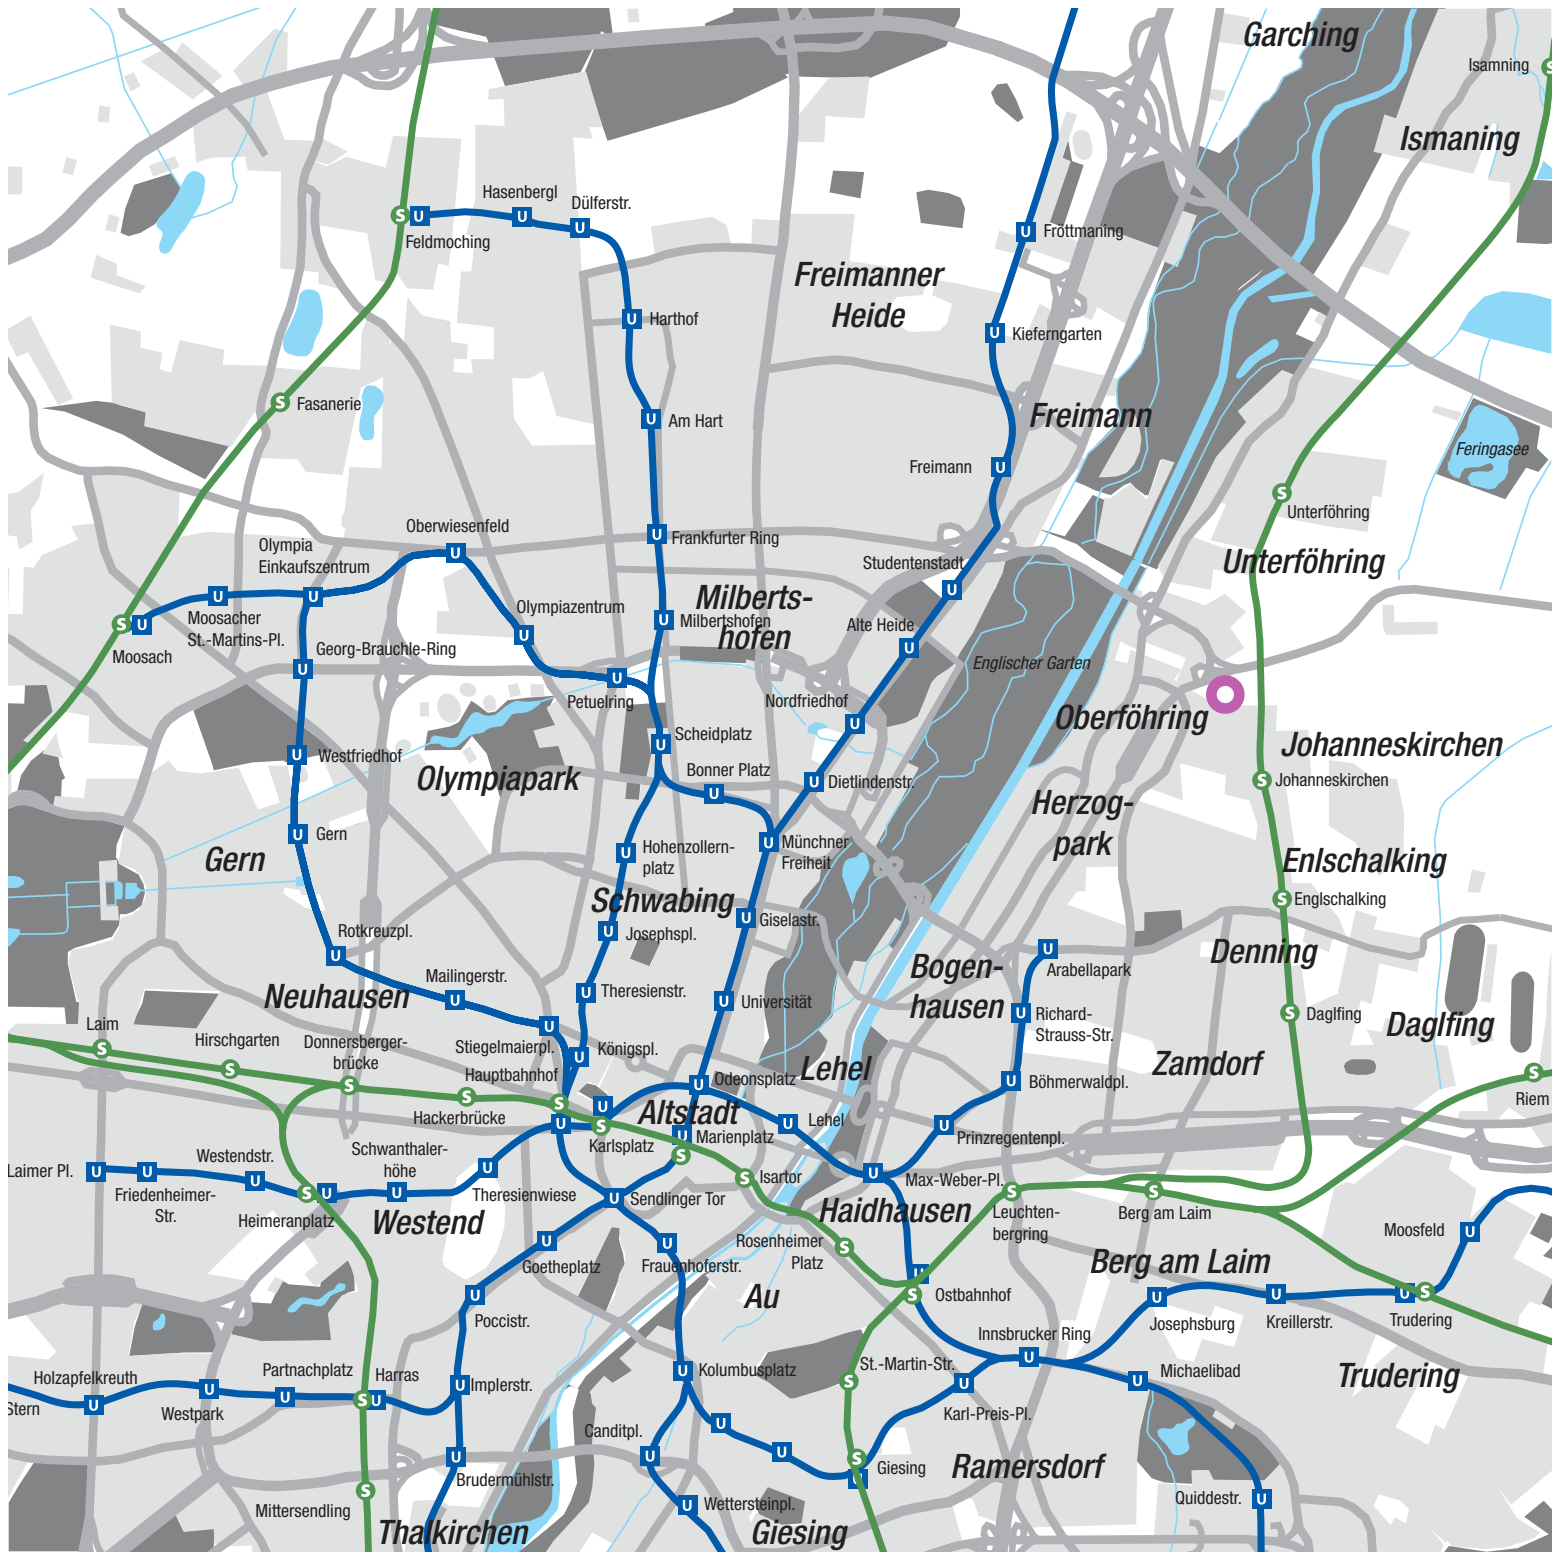 Garching
Isamning
Ismaning
Hasenbergl
Dülferstr.
Feldmoching
Fröttmaning
Freimanner
Heide
Harthof
Kieferngarten
Fasanerie
Am Hart
Freimann
Freimann
Feringasee
Unterföhring
Oberwiesenfeld
Olympia
Einkaufszentrum
Frankfurter Ring
Studentenstadt
Unterföhring
Moosacher
St.-Martins-Pl.
Olympiazentrum
Milberts-
hofen
Milbertshofen
Alte Heide
Moosach
Georg-Brauchle-Ring
Englischer Garten
Petuelring
Nordfriedhof
Oberföhring
Scheidplatz
Westfriedhof
Johanneskirchen
Johanneskirchen
Olympiapark
Bonner Platz
Dietlindenstr.
Herzog-
park
Gern
Gern
Hohenzollern-
platz
Münchner
Freiheit
Enlschalking
Englschalking
Schwabing
Giselastr.
Josephspl.
Rotkreuzpl.
Denning
Bogen-
hausen
Arabellapark
Mailingerstr.
Neuhausen
Theresienstr.
Universität
Richard-
Strauss-Str.
Daglfing
Daglfing
Laim
Hirschgarten
Donnersberger-
brücke
Stiegelmaierpl.
Königspl.
Hauptbahnhof
Odeonsplatz
Lehel
Zamdorf
Böhmerwaldpl.
Riem
Hackerbrücke
Altstadt
Karlsplatz
Marienplatz
Lehel
Prinzregentenpl.
Laimer Pl.
Westendstr.
Schwanthaler-
höhe
Friedenheimer-
Str.
Heimeranplatz
Theresienwiese
Westend
Sendlinger Tor
Isartor
Max-Weber-Pl.
Haidhausen
Leuchten-
bergring
Berg am Laim
Moosfeld
Rosenheimer
Platz
Goetheplatz
Frauenhoferstr.
Au
Berg am Laim
Ostbahnhof
Poccistr.
Innsbrucker Ring
Josephsburg
Kreillerstr.
Trudering
Trudering
Holzapfelkreuth
Stern
Westpark
Partnachplatz
Harras
Implerstr.
Kolumbusplatz
St.-Martin-Str.
Karl-Preis-Pl.
Michaelibad
Canditpl.
Giesing
Ramersdorf
Brudermühlstr.
Mittersendling
Wettersteinpl.
Quiddestr.
Thalkirchen
Giesing